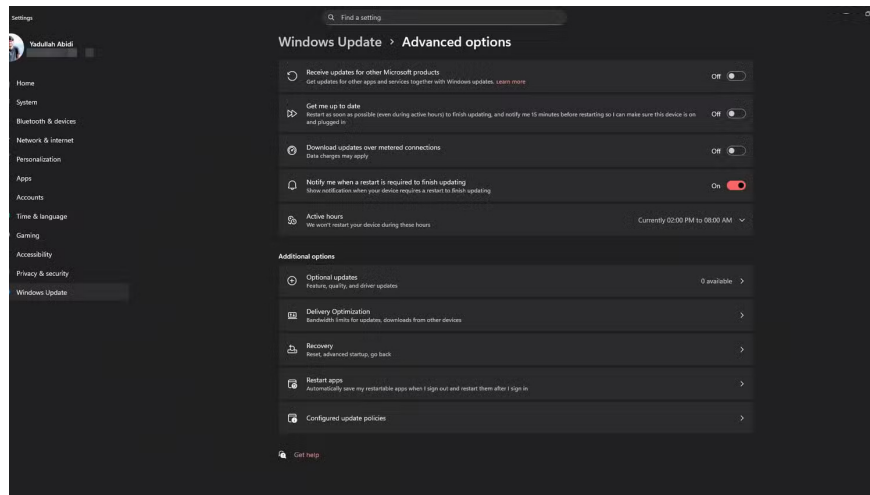 Settings
Find a setting
Yadullah Abidi
Home
System
Bluetooth & devices
Network & internet
Personalization
Apps
Accounts
Time & language
Gaming
Accessibility
Privacy & security
Windows Update
Windows Update > Advanced options
Receive updates for other Microsoft products
Get updates for other apps and services together with Windows updates. Learn more
Off
Get me up to date
Restart as soon as possible (even during active hours) to finish updating, and notify me 15 minutes before restarting so I can make sure this device is on
and plugged in
Off
Download updates over metered connections
Data charges may apply
Off
Notify me when a restart is required to finish updating
Show notification when your device requires a restart to finish updating
On
Active hours
We won't restart your device during these hours
Currently 02:00 PM to 08:00 AM
Additional options
Optional updates
Feature, quality, and driver updates
0 available
Delivery Optimization
Bandwidth limits for updates, downloads from other devices
Recovery
Reset, advanced startup, go back
Restart apps
Automatically save my restartable apps when I sign out and restart them after I sign in
Configured update policies
Get help